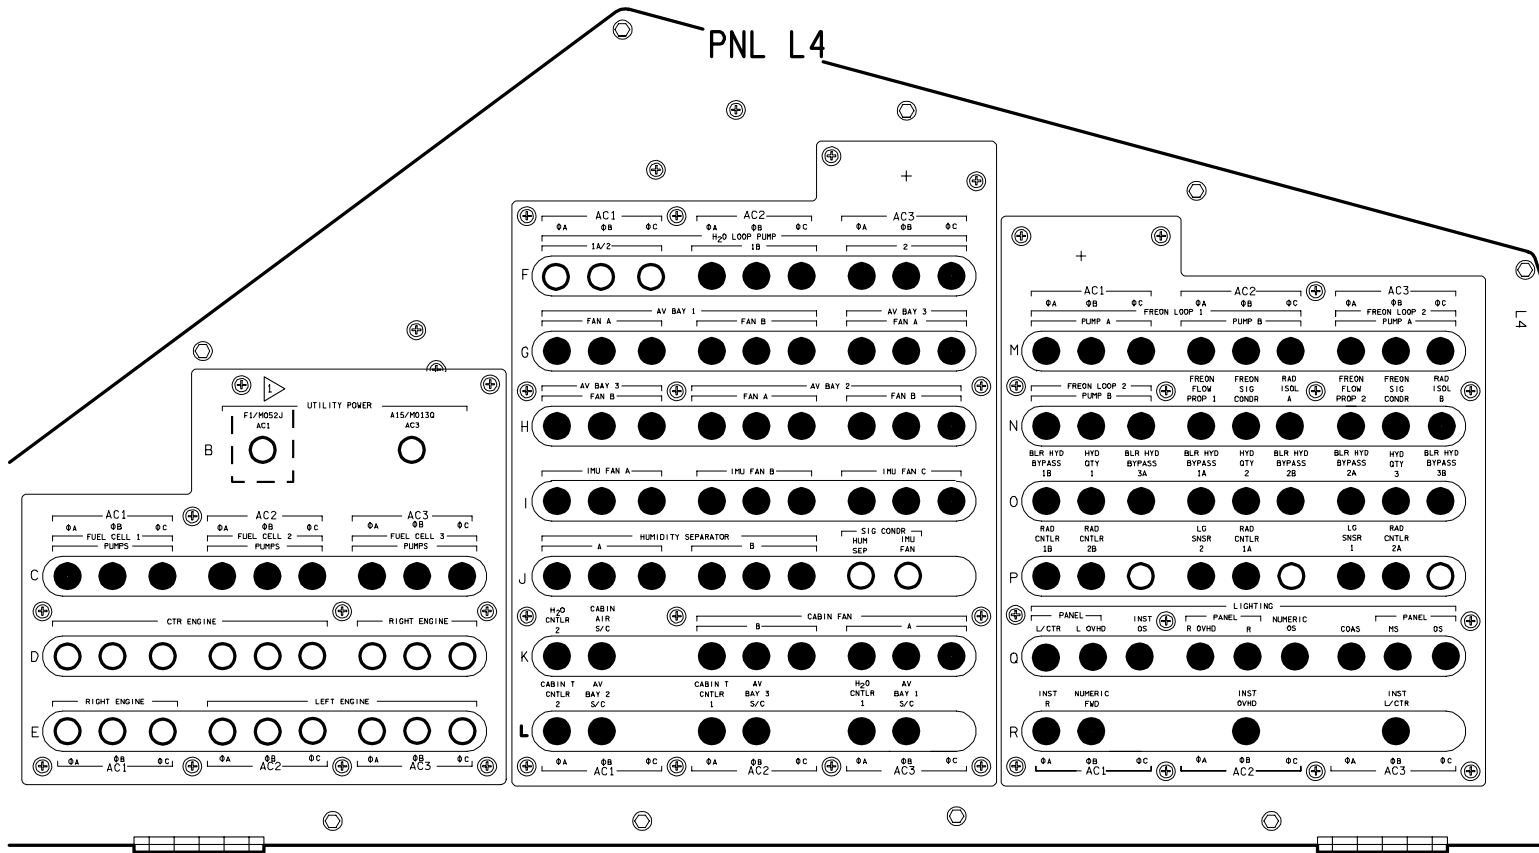 PNL L4
L4
1
UTILITY POWER
F1/MO52J
AC1
A15/MO13Q
AC3
B
AC1 AC2 AC3
ΦA ΦB ΦC ΦA ΦB ΦC ΦA ΦB ΦC
FUEL CELL 1 FUEL CELL 2 FUEL CELL 3
PUMPS PUMPS PUMPS
C
CTR ENGINE RIGHT ENGINE
D
RIGHT ENGINE LEFT ENGINE
E
ΦA ΦB ΦC ΦA ΦB ΦC ΦA ΦB ΦC
AC1 AC2 AC3
AC1 AC2 AC3
ΦA ΦB ΦC ΦA ΦB ΦC ΦA ΦB ΦC
H2O LOOP PUMP
1A/2 1B 2
F
AV BAY 1 AV BAY 3
FAN A FAN B FAN A
G
AV BAY 3 AV BAY 2
FAN B FAN A FAN B
H
IMU FAN A IMU FAN B IMU FAN C
I
HUMIDITY SEPARATOR SIG CONDR
A B HUM IMU
SEP FAN
J
H2O CABIN CABIN FAN
CNTLR AIR B A
2 S/C
K
CABIN T AV CABIN T AV H2O AV
CNTLR BAY 2 CNTLR BAY 3 CNTLR BAY 1
2 S/C 1 S/C 1 S/C
L
ΦA ΦB ΦC ΦA ΦB ΦC ΦA ΦB ΦC
AC1 AC2 AC3
AC1 AC2 AC3
ΦA ΦB ΦC ΦA ΦB ΦC ΦA ΦB ΦC
FREON LOOP 1 FREON LOOP 2
PUMP A PUMP B PUMP A
M
FREON LOOP 2 FREON FREON RAD FREON FREON RAD
PUMP B FLOW SIG ISOL FLOW SIG ISOL
PROP 1 CONDR A PROP 2 CONDR B
N
BLR HYD HYD BLR HYD BLR HYD HYD BLR HYD BLR HYD HYD BLR HYD
BYPASS QTY BYPASS BYPASS QTY BYPASS BYPASS QTY BYPASS
1B 1 3A 1A 2 2B 2A 3 3B
O
RAD RAD LG RAD LG RAD
CNTLR CNTLR SNSR CNTLR SNSR CNTLR
1B 2B 2 1A 1 2A
P
LIGHTING
PANEL INST PANEL NUMERIC PANEL
L/CTR L OVHD OS R OVHD R OS COAS MS OS
Q
INST NUMERIC INST INST
R FWD OVHD L/CTR
R
ΦA ΦB ΦC ΦA ΦB ΦC ΦA ΦB ΦC
AC1 AC2 AC3